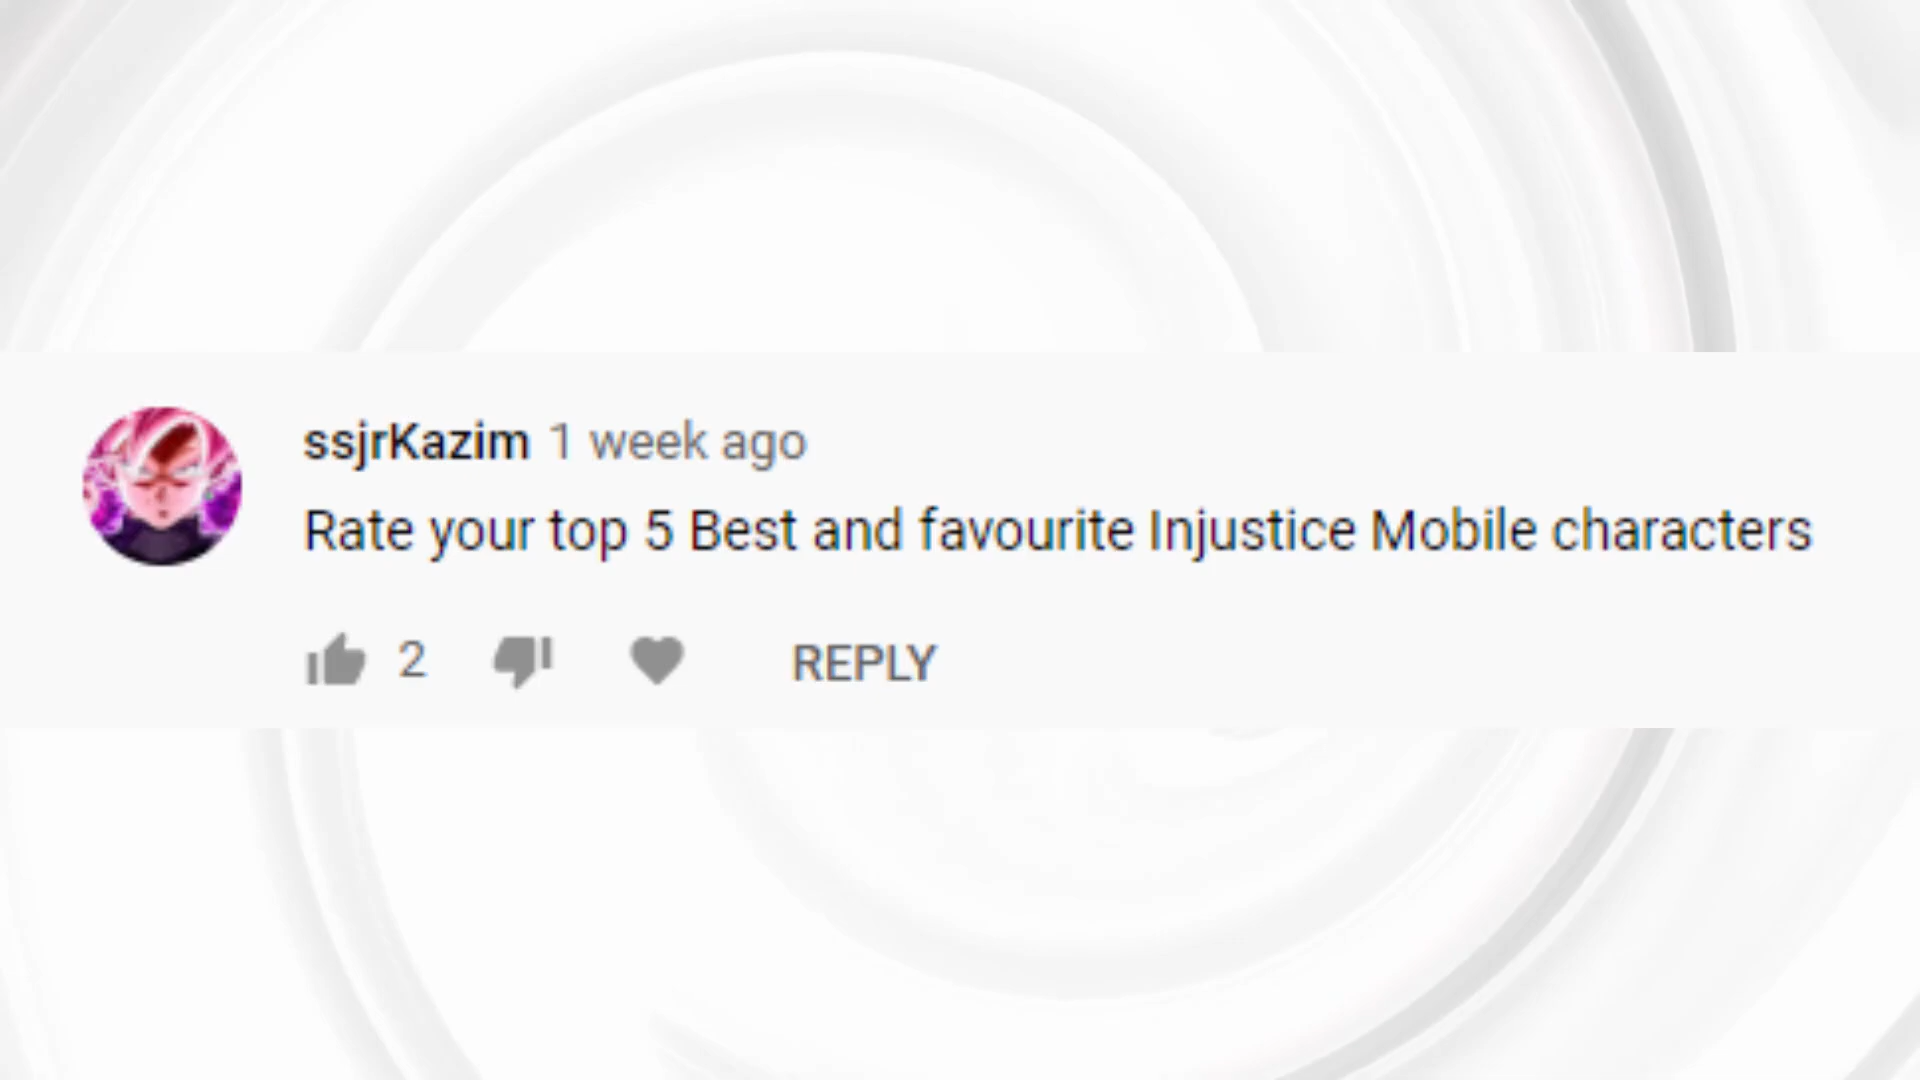 ssjrKazim 1 week ago
Rate your top 5 Best and favourite Injustice Mobile characters
2 REPLY